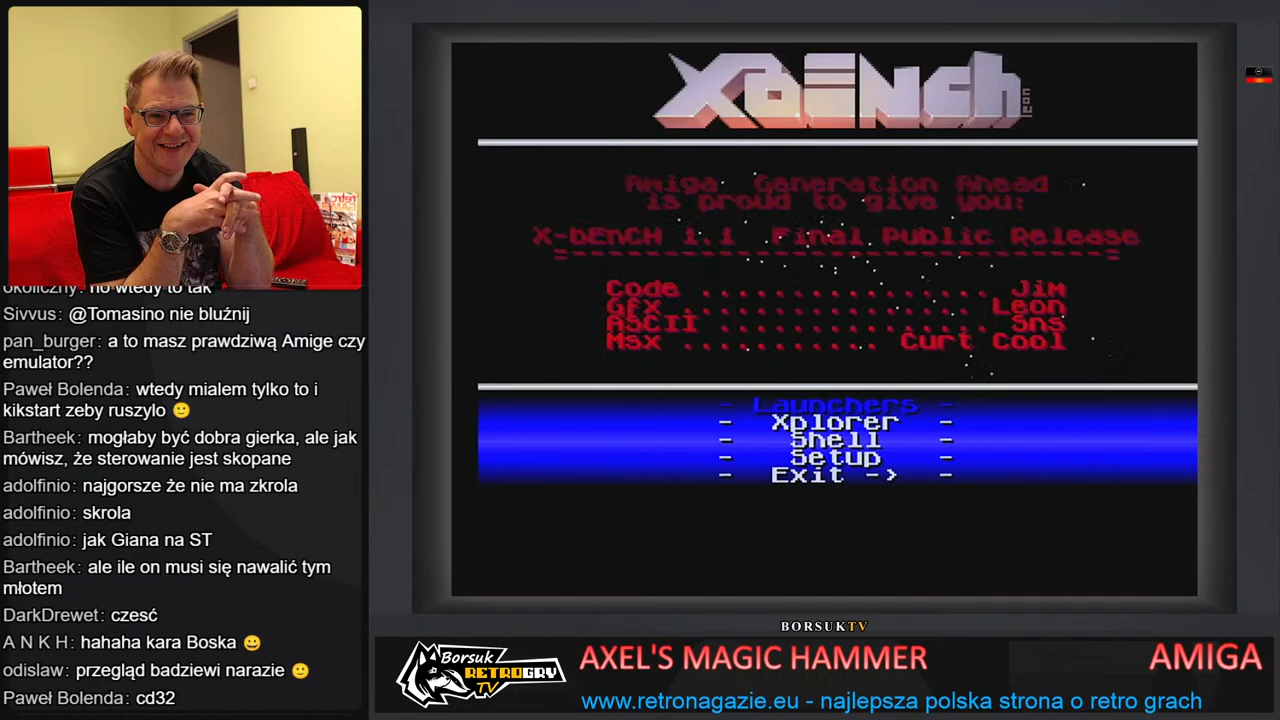 okoliczny: no wtedy to tak
Sivvus: @Tomasino nie bluźnij
pan_burger: a to masz prawdziwą Amige czy
emulator??
Paweł Bolenda: wtedy mialem tylko to i
kikstart zeby ruszylo 🙂
Bartheek: mogłaby być dobra gierka, ale jak
mówisz, że sterowanie jest skopane
adolfinio: najgorsze że nie ma zkrola
adolfinio: skrola
adolfinio: jak Giana na ST
Bartheek: ale ile on musi się nawalić tym
młotem
DarkDrewet: czesć
A N K H: hahaha kara Boska 😀
odislaw: przegląd badziewi narazie 🙂
Paweł Bolenda: cd32
XbEnch
leon
Amiga Generation Ahead
is proud to give you:
X-bEnCH 1.1 Final Public Release
Code ................ Jim
GFX ............... Leon
ASCII ............... Sns
Msx ........... Curt Cool
- Launchers -
- Xplorer -
- Shell -
- Setup -
- Exit -> -
BORSUKTV
Borsuk
RETROGRY
TV
AXEL'S MAGIC HAMMER
AMIGA
www.retronagazie.eu - najlepsza polska strona o retro grach